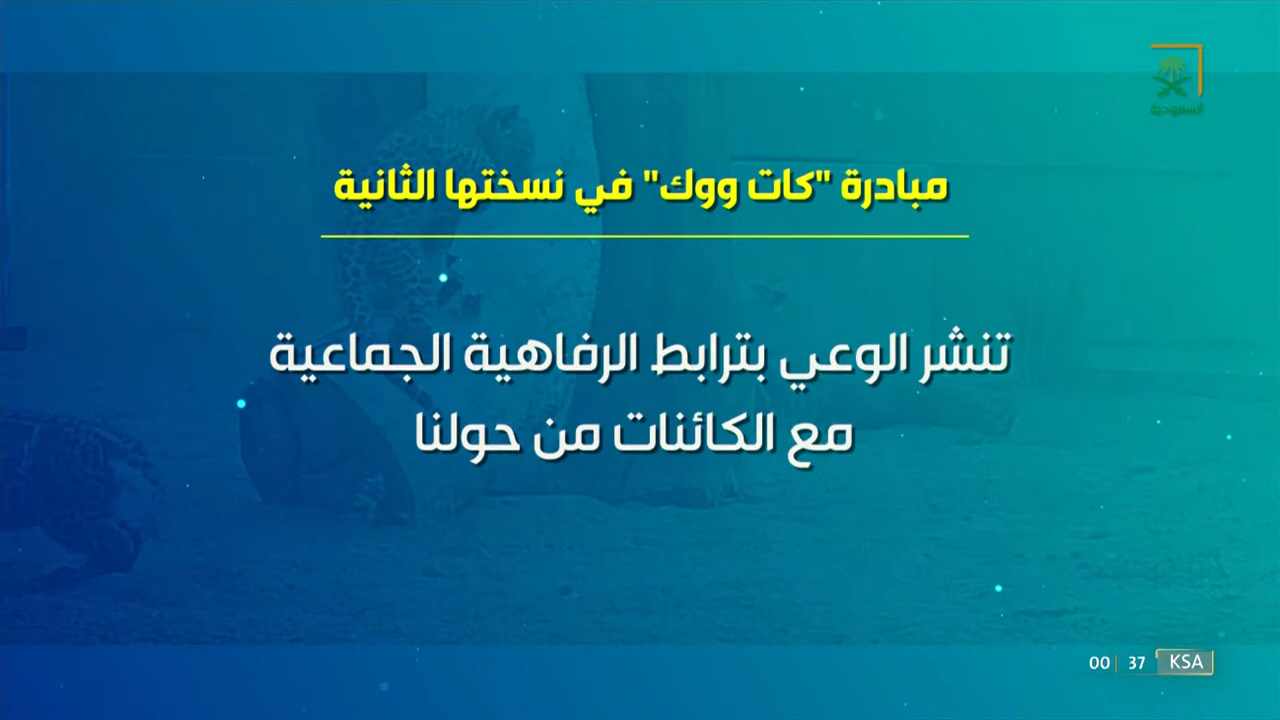 السعودية
مبادرة "كات ووك" في نسختها الثانية
تنشر الوعي بترابط الرفاهية الجماعية
مع الكائنات من حولنا
00 37 KSA